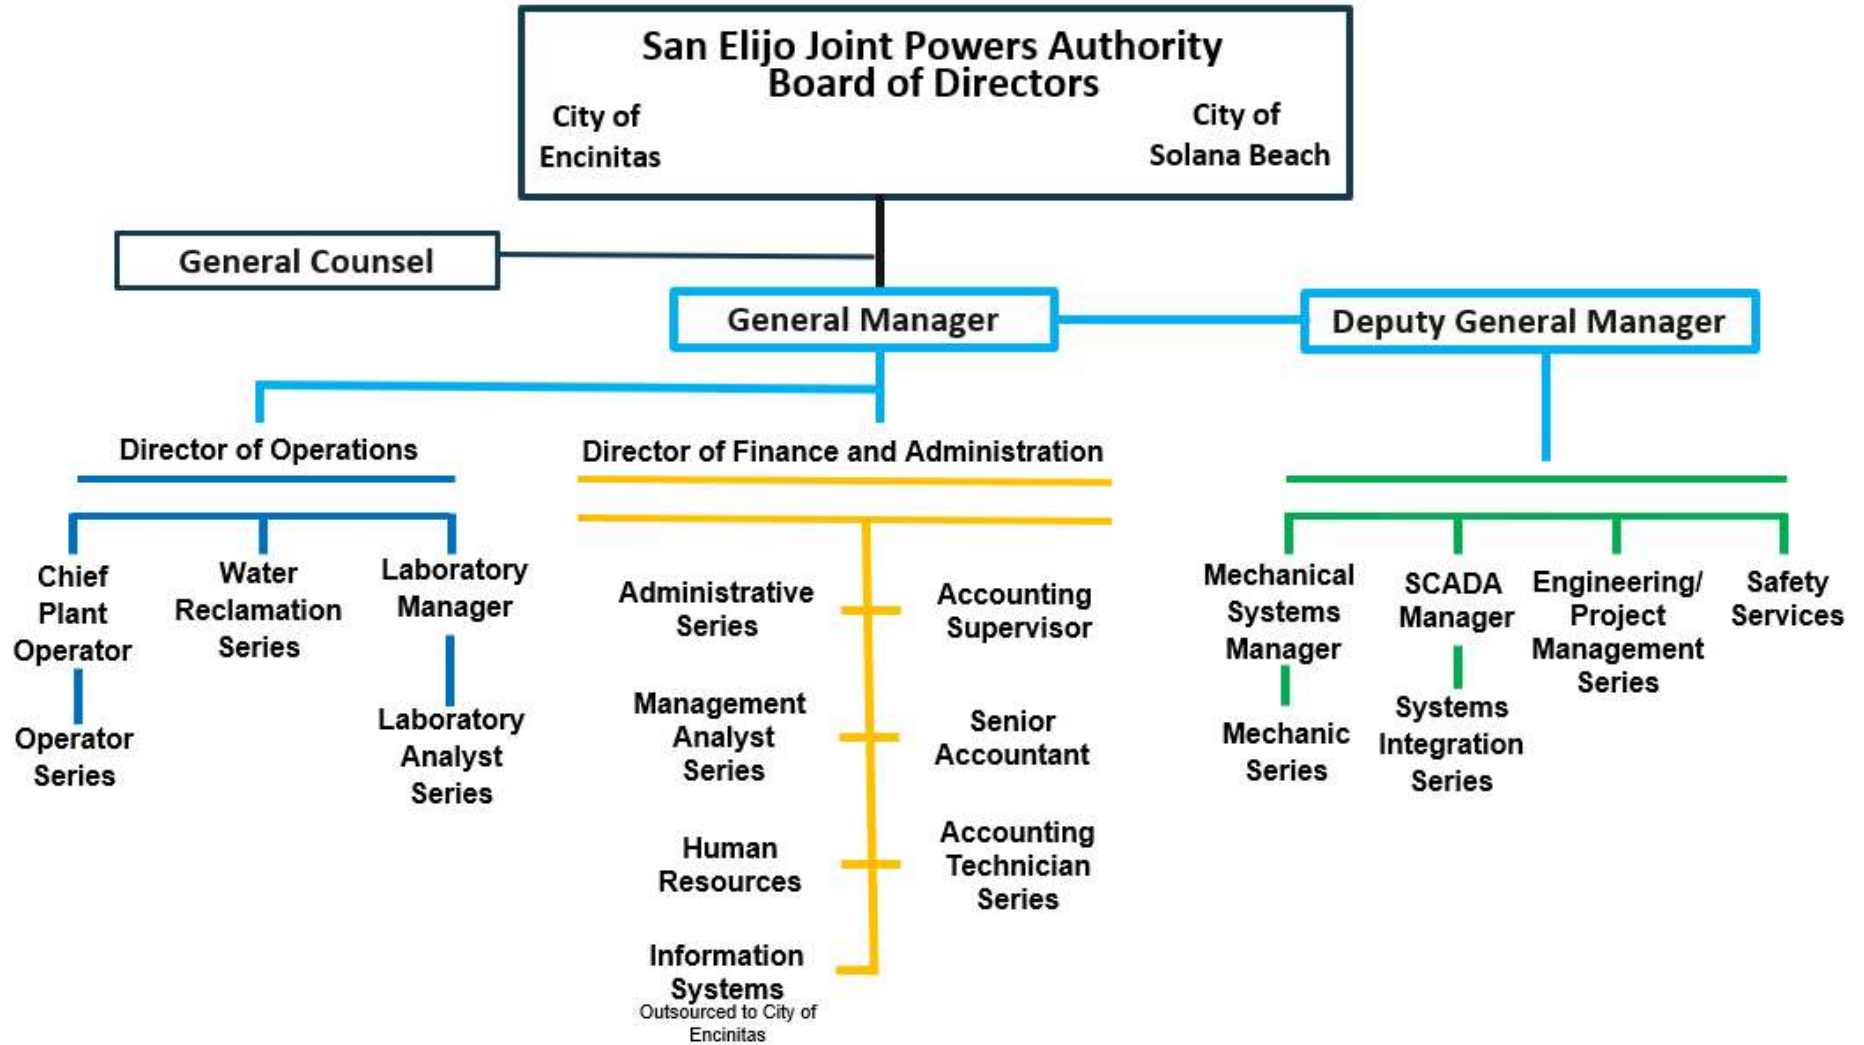 San Elijo Joint Powers Authority
Board of Directors
City of
Encinitas
City of
Solana Beach
General Counsel
General Manager
Deputy General Manager
Director of Operations
Director of Finance and Administration
Chief
Plant
Operator
Water
Reclamation
Series
Laboratory
Manager
Operator
Series
Laboratory
Analyst
Series
Administrative
Series
Accounting
Supervisor
Management
Analyst
Series
Senior
Accountant
Human
Resources
Accounting
Technician
Series
Information
Systems
Outsourced to City of
Encinitas
Mechanical
Systems
Manager
SCADA
Manager
Engineering/
Project
Management
Series
Safety
Services
Mechanic
Series
Systems
Integration
Series